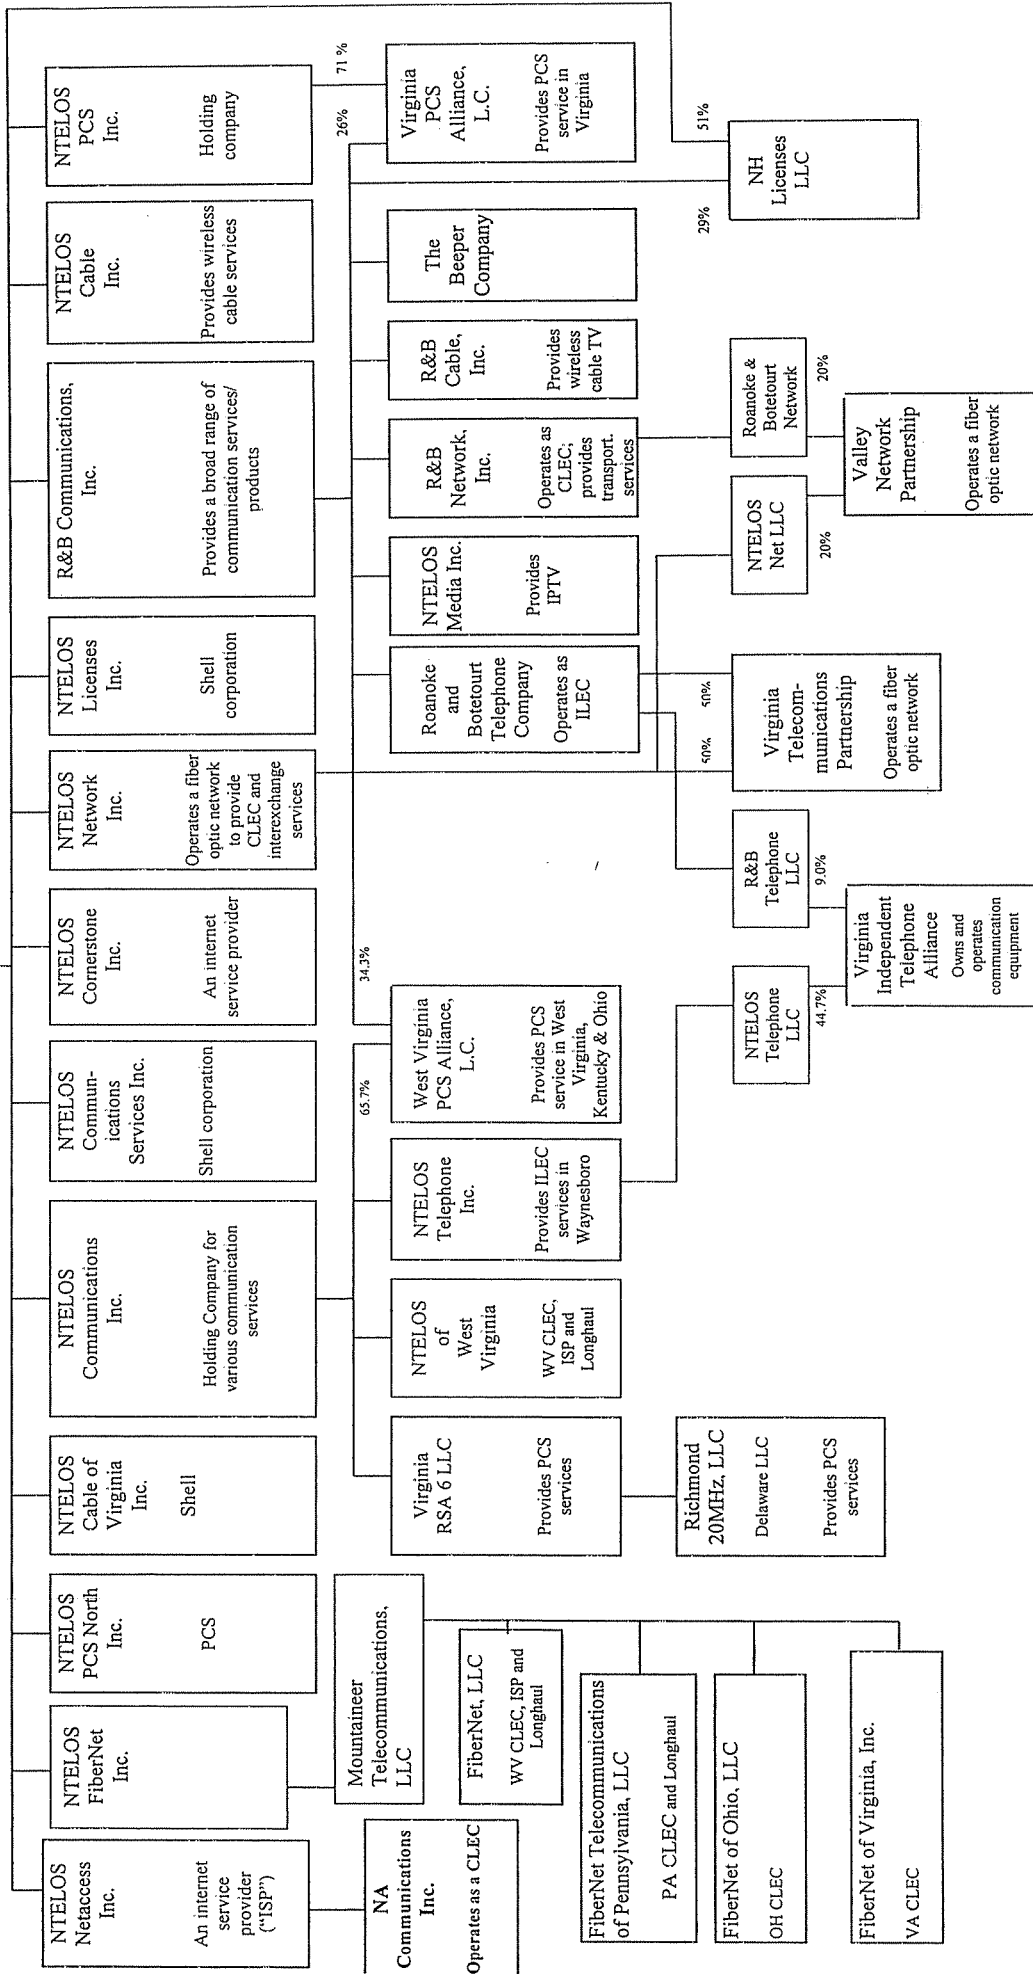 NTELOS
Netaccess
Inc.
An internet
service
provider
("ISP")
NTELOS
FiberNet
Inc.
NTELOS
PCS North
Inc.
PCS
NTELOS
Cable of
Virginia
Inc.
Shell
NTELOS
Communications
Inc.
Holding Company for
various communication
services
NTELOS
Commun-
ications
Services Inc.
Shell corporation
NTELOS
Cornerstone
Inc.
An internet
service provider
NTELOS
Network
Inc.
Operates a fiber
optic network
to provide
CLEC and
interexchange
services
NTELOS
Licenses
Inc.
Shell
corporation
R&B Communications,
Inc.
Provides a broad range of
communication services/
products
NTELOS
Cable
Inc.
Provides wireless
cable services
NTELOS
PCS
Inc.
Holding
company
65.7%
34.3%
26%
71%
NA
Communications
Inc.
Operates as a CLEC
Mountaineer
Telecommunications,
LLC
Virginia
RSA 6 LLC
Provides PCS
services
NTELOS
of
West
Virginia
WV CLEC,
ISP and
Longhaul
NTELOS
Telephone
Inc.
Provides ILEC
services in
Waynesboro
West Virginia
PCS Alliance,
L.C.
Provides PCS
service in West
Virginia,
Kentucky & Ohio
Roanoke
and
Botetourt
Telephone
Company
Operates as
ILEC
NTELOS
Media Inc.
Provides
IPTV
R&B
Network,
Inc.
Operates as
CLEC;
provides
transport.
services
R&B
Cable,
Inc.
Provides
wireless
cable TV
The
Beeper
Company
Virginia
PCS
Alliance,
L.C.
Provides PCS
service in
Virginia
FiberNet, LLC
WV CLEC, ISP and
Longhaul
FiberNet Telecommunications
of Pennsylvania, LLC
PA CLEC and Longhaul
FiberNet of Ohio, LLC
OH CLEC
FiberNet of Virginia, Inc.
VA CLEC
Richmond
20MHz, LLC
Delaware LLC
Provides PCS
services
50%
50%
29%
51%
NTELOS
Telephone
LLC
44.7%
R&B
Telephone
LLC
9.0%
Virginia
Telecom-
munications
Partnership
Operates a fiber
optic network
NTELOS
Net LLC
20%
Roanoke &
Botetourt
Network
20%
NH
Licenses
LLC
Virginia
Independent
Telephone
Alliance
Owns and
operates
communication
equipment
Valley
Network
Partnership
Operates a fiber
optic network